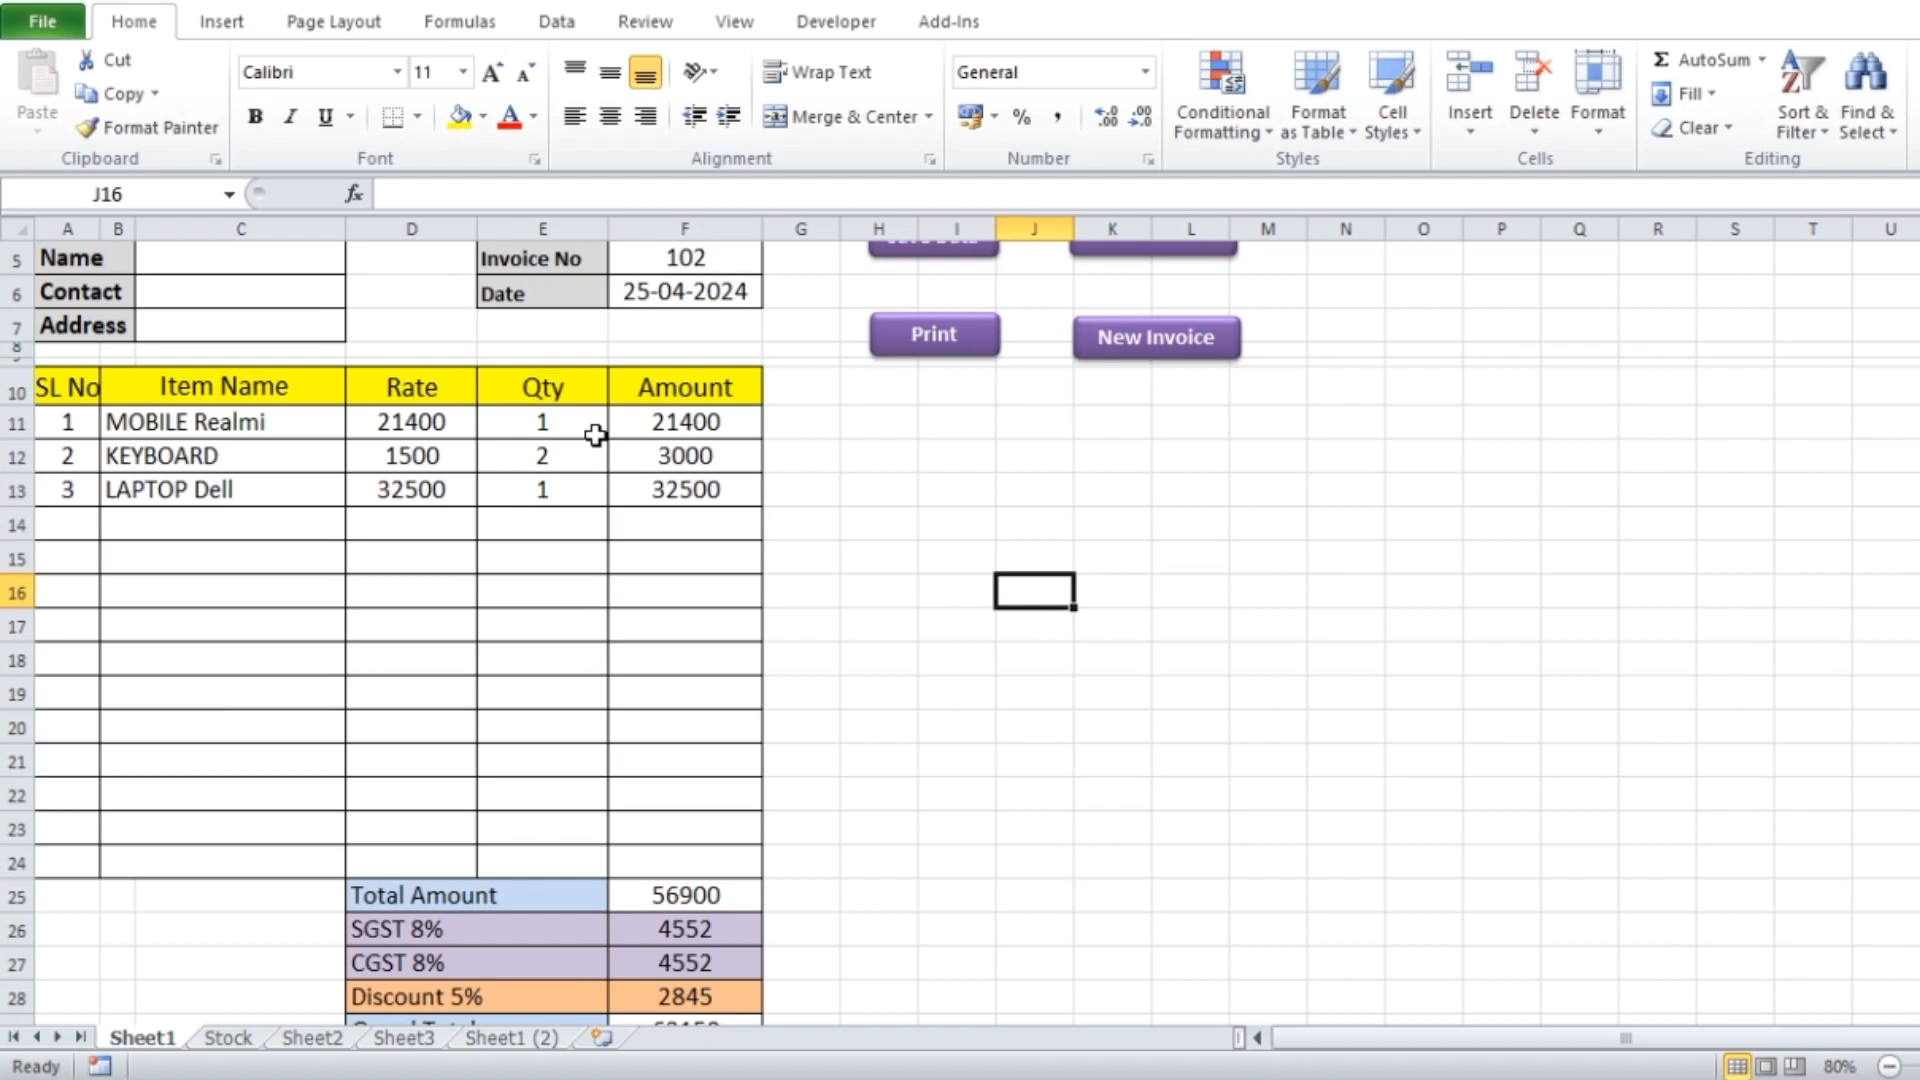 File Home Insert Page Layout Formulas Data Review View Developer Add-Ins
Paste
Cut
Copy
Format Painter
Clipboard
Calibri 11
B I U
Font
Wrap Text
Merge & Center
Alignment
General
% ,
Number
Conditional Formatting
Format as Table
Cell Styles
Styles
Insert Delete Format
Cells
Σ AutoSum
Fill
Clear
Sort & Filter
Find & Select
Editing
J16 fx
A B C D E F G H I J K L M N O P Q R S T U
5 Name Invoice No 102
6 Contact Date 25-04-2024
7 Address Print New Invoice
8
10 SL No Item Name Rate Qty Amount
11 1 MOBILE Realmi 21400 1 21400
12 2 KEYBOARD 1500 2 3000
13 3 LAPTOP Dell 32500 1 32500
14
15
16
17
18
19
20
21
22
23
24
25 Total Amount 56900
26 SGST 8% 4552
27 CGST 8% 4552
28 Discount 5% 2845
Sheet1 Stock Sheet2 Sheet3 Sheet1 (2)
Ready 80%